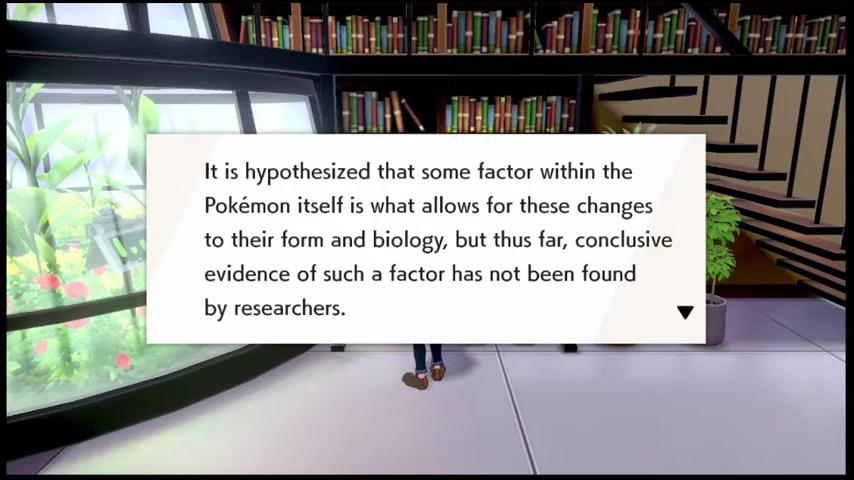 It is hypothesized that some factor within the
Pokémon itself is what allows for these changes
to their form and biology, but thus far, conclusive
evidence of such a factor has not been found
by researchers.